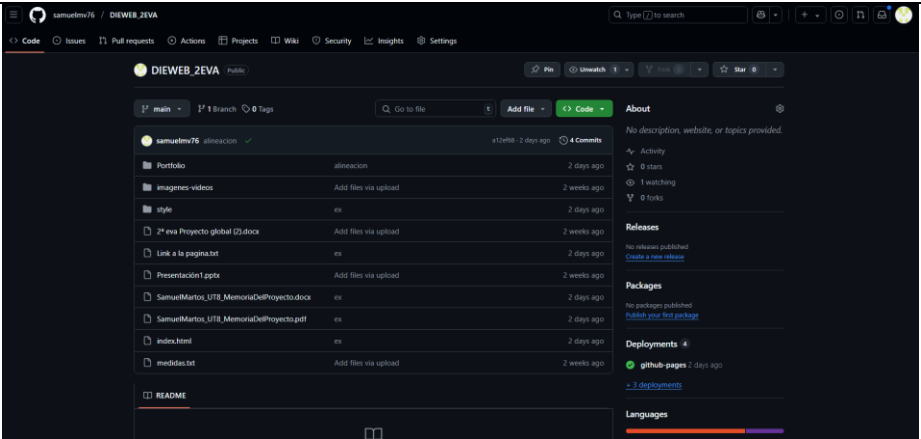 samuelmv76 / DIEWEB_2EVA
Type / to search
Code Issues Pull requests Actions Projects Wiki Security Insights Settings
DIEWEB_2EVA Public
Pin Unwatch 1 Fork 0 Star 0
main 1 Branch 0 Tags Go to file t Add file Code
About
No description, website, or topics provided.
samuelmv76 alineacion a12ef68 · 2 days ago 4 Commits
Activity
Portfolio alineacion 2 days ago
0 stars
imagenes-videos Add files via upload 2 weeks ago
1 watching
style ex 2 days ago
0 forks
2ª eva Proyecto global (2).docx Add files via upload 2 weeks ago
Releases
Link a la pagina.txt ex 2 days ago
No releases published
Create a new release
Presentación1.pptx Add files via upload 2 weeks ago
Packages
SamuelMartos_UT8_MemoriaDelProyecto.docx ex 2 days ago
No packages published
Publish your first package
SamuelMartos_UT8_MemoriaDelProyecto.pdf ex 2 days ago
index.html ex 2 days ago
Deployments 4
medidas.txt Add files via upload 2 weeks ago
github-pages 2 days ago
+ 3 deployments
README
Languages